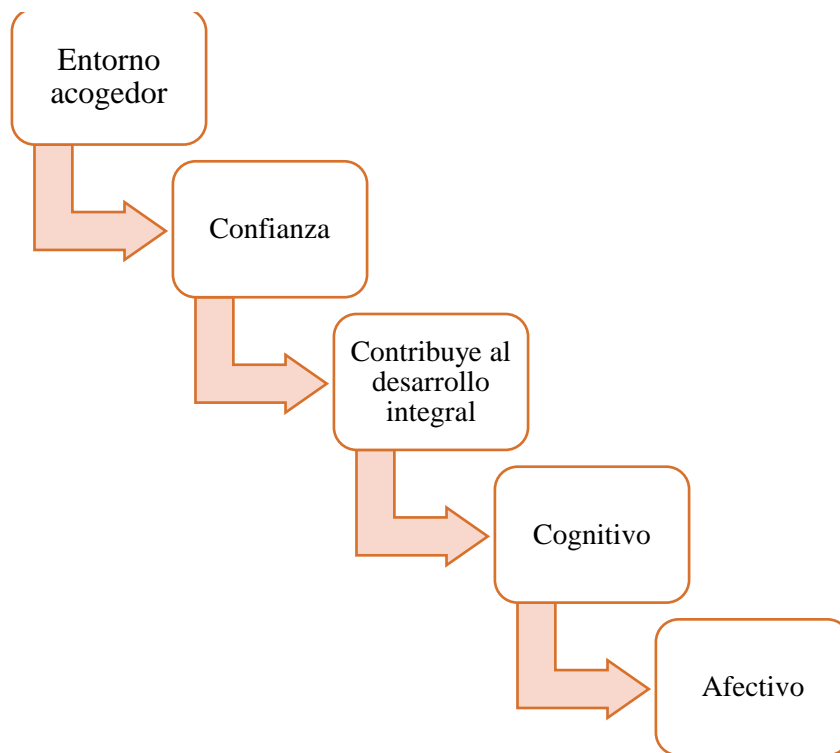 Entorno
acogedor
Confianza
Contribuye al
desarrollo
integral
Cognitivo
Afectivo